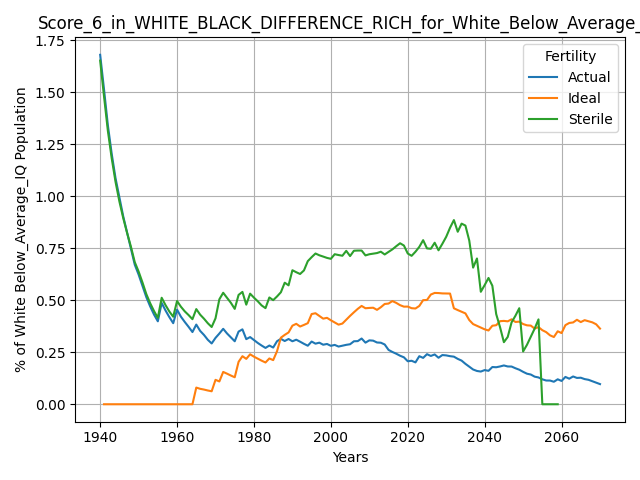 Score_6_in_WHITE_BLACK_DIFFERENCE_RICH_for_White_Below_Average_
1.75
1.50
1.25
1.00
0.75
0.50
0.25
0.00
% of White Below_Average_IQ Population
Fertility
Actual
Ideal
Sterile
1940
1960
1980
2000
2020
2040
2060
Years